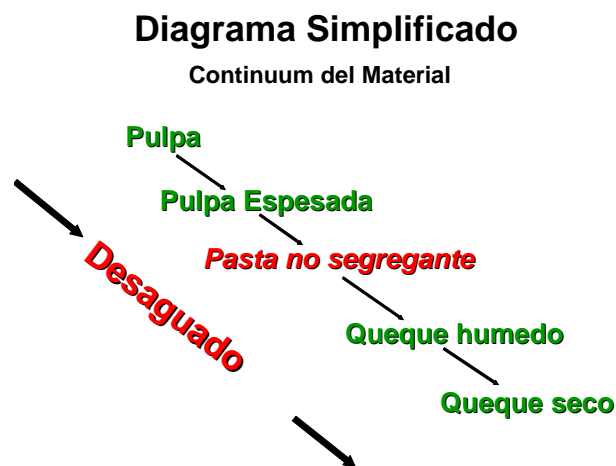 Diagrama Simplificado
Continuum del Material
Pulpa
Pulpa Espesada
Desaguado
Pasta no segregante
Queque humedo
Queque seco